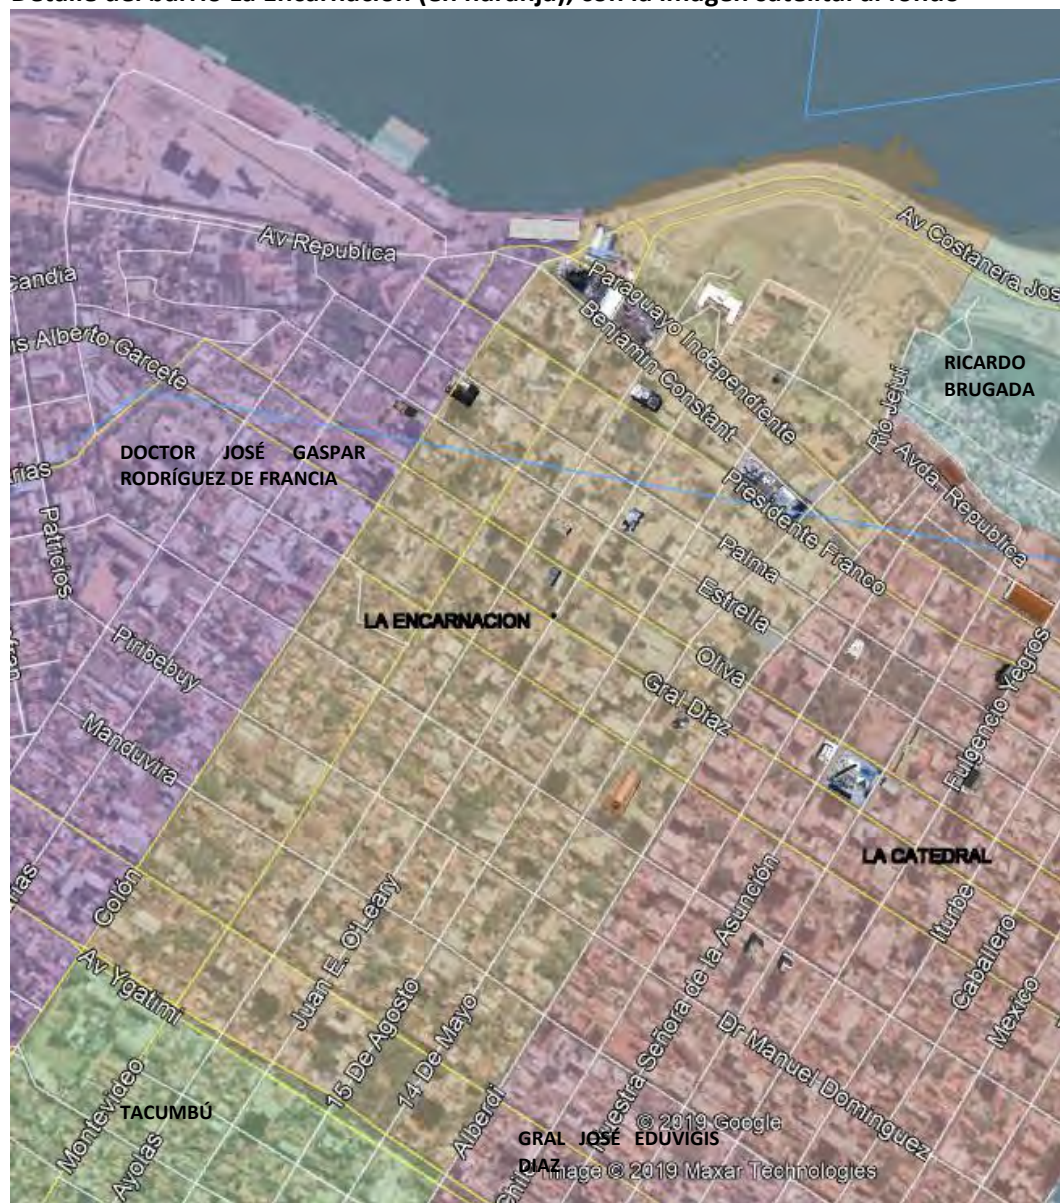 Detalle del barrio La Encarnación (en naranja), con la imagen satelital al fondo
Av Republica
Av Costanera Jos
candia
Paraguayo Independiente
Benjamin Constant
is Alberto Garcete
RICARDO
BRUGADA
Rio Jejuí
DOCTOR JOSÉ GASPAR
RODRÍGUEZ DE FRANCIA
Avda. Republica
arias
Presidente Franco
Patricios
Palma
Estrella
LA ENCARNACION
Piribebuy
Oliva
Gral Diaz
Fulgencio Yegros
Manduvira
LA CATEDRAL
Colón
Iturbe
Juan E. O'Leary
Nuestra Señora de la Asunción
Caballero
Av Ygatimi
15 De Agosto
14 De Mayo
Mexico
Dr Manuel Dominguez
Montevideo
TACUMBÚ
Ayolas
Alberdi
© 2019 Google
GRAL JOSÉ EDUVIGIS
DIAZ
Chile
Image © 2019 Maxar Technologies